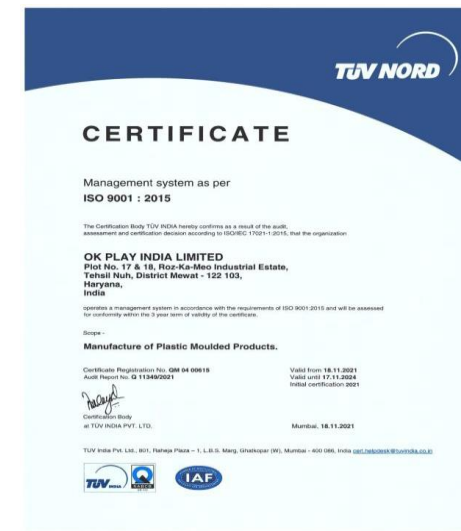 TÜV NORD
CERTIFICATE
Management system as per
ISO 9001 : 2015
The Certification Body TÜV INDIA hereby confirms as a result of the audit,
assessment and certification decision according to ISO/IEC 17021-1:2015, that the organization
OK PLAY INDIA LIMITED
Plot No. 17 & 18, Roz-Ka-Meo Industrial Estate,
Tehsil Nuh, District Mewat - 122 103,
Haryana,
India
operates a management system in accordance with the requirements of ISO 9001:2015 and will be assessed
for conformity within the 3 year term of validity of the certificate.
Scope -
Manufacture of Plastic Moulded Products.
Certificate Registration No. QM 04 00618
Audit Report No. Q 11349/2021
Valid from 18.11.2021
Valid until 17.11.2024
Initial certification 2021
Certification Body
at TÜV INDIA PVT. LTD.
Mumbai, 18.11.2021
TUV India Pvt. Ltd., 801, Raheja Plaza – 1, L.B.S. Marg, Ghatkopar (W), Mumbai - 400 086, India cert.helpdesk@tuvindia.co.in
TÜV INDIA
IAF